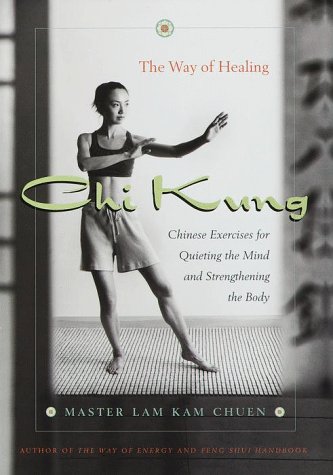 The Way of Healing
Chi Kung
Chinese Exercises for
Quieting the Mind
and Strengthening
the Body
MASTER LAM KAM CHUEN
AUTHOR OF THE WAY OF ENERGY AND FENG SHUI HANDBOOK